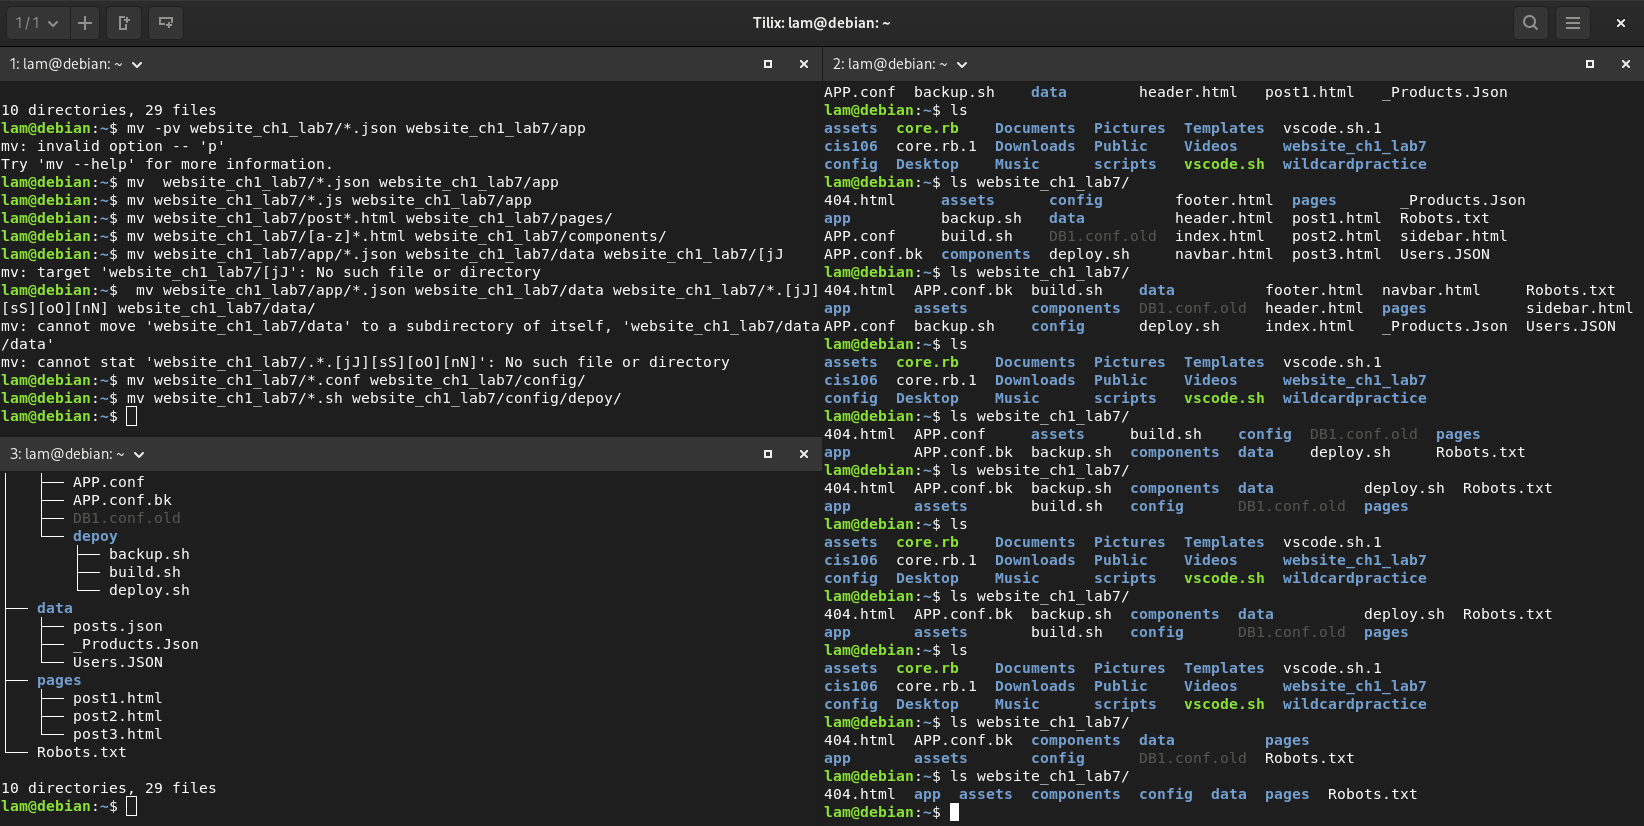 1 / 1
Tilix: lam@debian: ~
1: lam@debian: ~
10 directories, 29 files
lam@debian:~$ mv -pv website_ch1_lab7/*.json website_ch1_lab7/app
mv: invalid option -- 'p'
Try 'mv --help' for more information.
lam@debian:~$ mv  website_ch1_lab7/*.json website_ch1_lab7/app
lam@debian:~$ mv website_ch1_lab7/*.js website_ch1_lab7/app
lam@debian:~$ mv website_ch1_lab7/post*.html website_ch1_lab7/pages/
lam@debian:~$ mv website_ch1_lab7/[a-z]*.html website_ch1_lab7/components/
lam@debian:~$ mv website_ch1_lab7/app/*.json website_ch1_lab7/data website_ch1_lab7/[jJ
mv: target 'website_ch1_lab7/[jJ': No such file or directory
lam@debian:~$  mv website_ch1_lab7/app/*.json website_ch1_lab7/data website_ch1_lab7/*.[jJ]
[sS][oO][nN] website_ch1_lab7/data/
mv: cannot move 'website_ch1_lab7/data' to a subdirectory of itself, 'website_ch1_lab7/data
/data'
mv: cannot stat 'website_ch1_lab7/.*.[jJ][sS][oO][nN]': No such file or directory
lam@debian:~$ mv website_ch1_lab7/*.conf website_ch1_lab7/config/
lam@debian:~$ mv website_ch1_lab7/*.sh website_ch1_lab7/config/depoy/
lam@debian:~$
3: lam@debian: ~
│   ├── APP.conf
│   ├── APP.conf.bk
│   ├── DB1.conf.old
│   └── depoy
│       ├── backup.sh
│       ├── build.sh
│       └── deploy.sh
├── data
│   ├── posts.json
│   ├── _Products.Json
│   └── Users.JSON
├── pages
│   ├── post1.html
│   ├── post2.html
│   └── post3.html
└── Robots.txt
10 directories, 29 files
lam@debian:~$
2: lam@debian: ~
APP.conf  backup.sh    data        header.html   post1.html   _Products.Json
lam@debian:~$ ls
assets  core.rb    Documents  Pictures  Templates  vscode.sh.1
cis106  core.rb.1  Downloads  Public    Videos     website_ch1_lab7
config  Desktop    Music      scripts   vscode.sh  wildcardpractice
lam@debian:~$ ls website_ch1_lab7/
404.html     assets      config        footer.html  pages       _Products.Json
app          backup.sh   data          header.html  post1.html  Robots.txt
APP.conf     build.sh    DB1.conf.old  index.html   post2.html  sidebar.html
APP.conf.bk  components  deploy.sh     navbar.html  post3.html  Users.JSON
lam@debian:~$ ls website_ch1_lab7/
404.html  APP.conf.bk  build.sh    data          footer.html  navbar.html     Robots.txt
app       assets       components  DB1.conf.old  header.html  pages           sidebar.html
APP.conf  backup.sh    config      deploy.sh     index.html   _Products.Json  Users.JSON
lam@debian:~$ ls
assets  core.rb    Documents  Pictures  Templates  vscode.sh.1
cis106  core.rb.1  Downloads  Public    Videos     website_ch1_lab7
config  Desktop    Music      scripts   vscode.sh  wildcardpractice
lam@debian:~$ ls website_ch1_lab7/
404.html  APP.conf     assets     build.sh    config  DB1.conf.old  pages
app       APP.conf.bk  backup.sh  components  data    deploy.sh     Robots.txt
lam@debian:~$ ls website_ch1_lab7/
404.html  APP.conf.bk  backup.sh  components  data          deploy.sh  Robots.txt
app       assets       build.sh   config      DB1.conf.old  pages
lam@debian:~$ ls
assets  core.rb    Documents  Pictures  Templates  vscode.sh.1
cis106  core.rb.1  Downloads  Public    Videos     website_ch1_lab7
config  Desktop    Music      scripts   vscode.sh  wildcardpractice
lam@debian:~$ ls website_ch1_lab7/
404.html  APP.conf.bk  backup.sh  components  data          deploy.sh  Robots.txt
app       assets       build.sh   config      DB1.conf.old  pages
lam@debian:~$ ls
assets  core.rb    Documents  Pictures  Templates  vscode.sh.1
cis106  core.rb.1  Downloads  Public    Videos     website_ch1_lab7
config  Desktop    Music      scripts   vscode.sh  wildcardpractice
lam@debian:~$ ls website_ch1_lab7/
404.html  APP.conf.bk  components  data          pages
app       assets       config      DB1.conf.old  Robots.txt
lam@debian:~$ ls website_ch1_lab7/
404.html  app  assets  components  config  data  pages  Robots.txt
lam@debian:~$